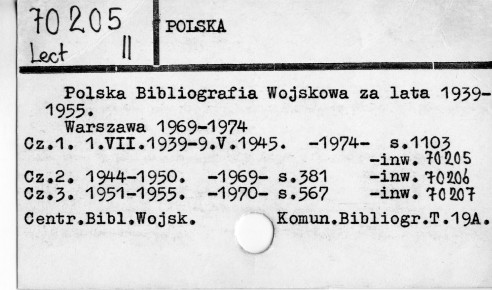 70205 POLSKA
Lect II
Polska Bibliografia Wojskowa za lata 1939-
1955.
Warszawa 1969-1974
Cz.1. 1.VII.1939-9.V.1945. -1974- s.1103
-inw. 70205
Cz.2. 1944-1950. -1969- s.381 -inw. 70206
Cz.3. 1951-1955. -1970- s.567 -inw. 70207
Centr.Bibl.Wojsk. Komun.Bibliogr.T.19A.